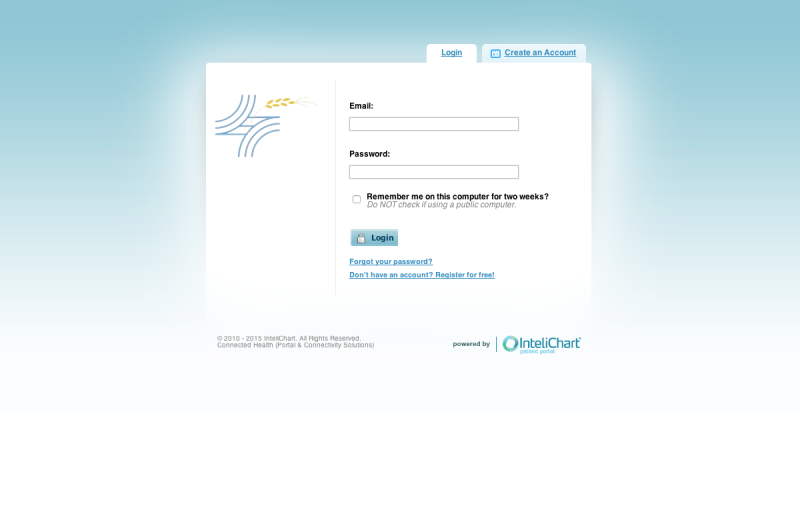 Login
Create an Account
Email:
Password:
Remember me on this computer for two weeks?
Do NOT check if using a public computer.
Login
Forgot your password?
Don't have an account? Register for free!
© 2010 - 2015 InteliChart. All Rights Reserved.
Connected Health (Portal & Connectivity Solutions)
powered by
InteliChart
patient portal